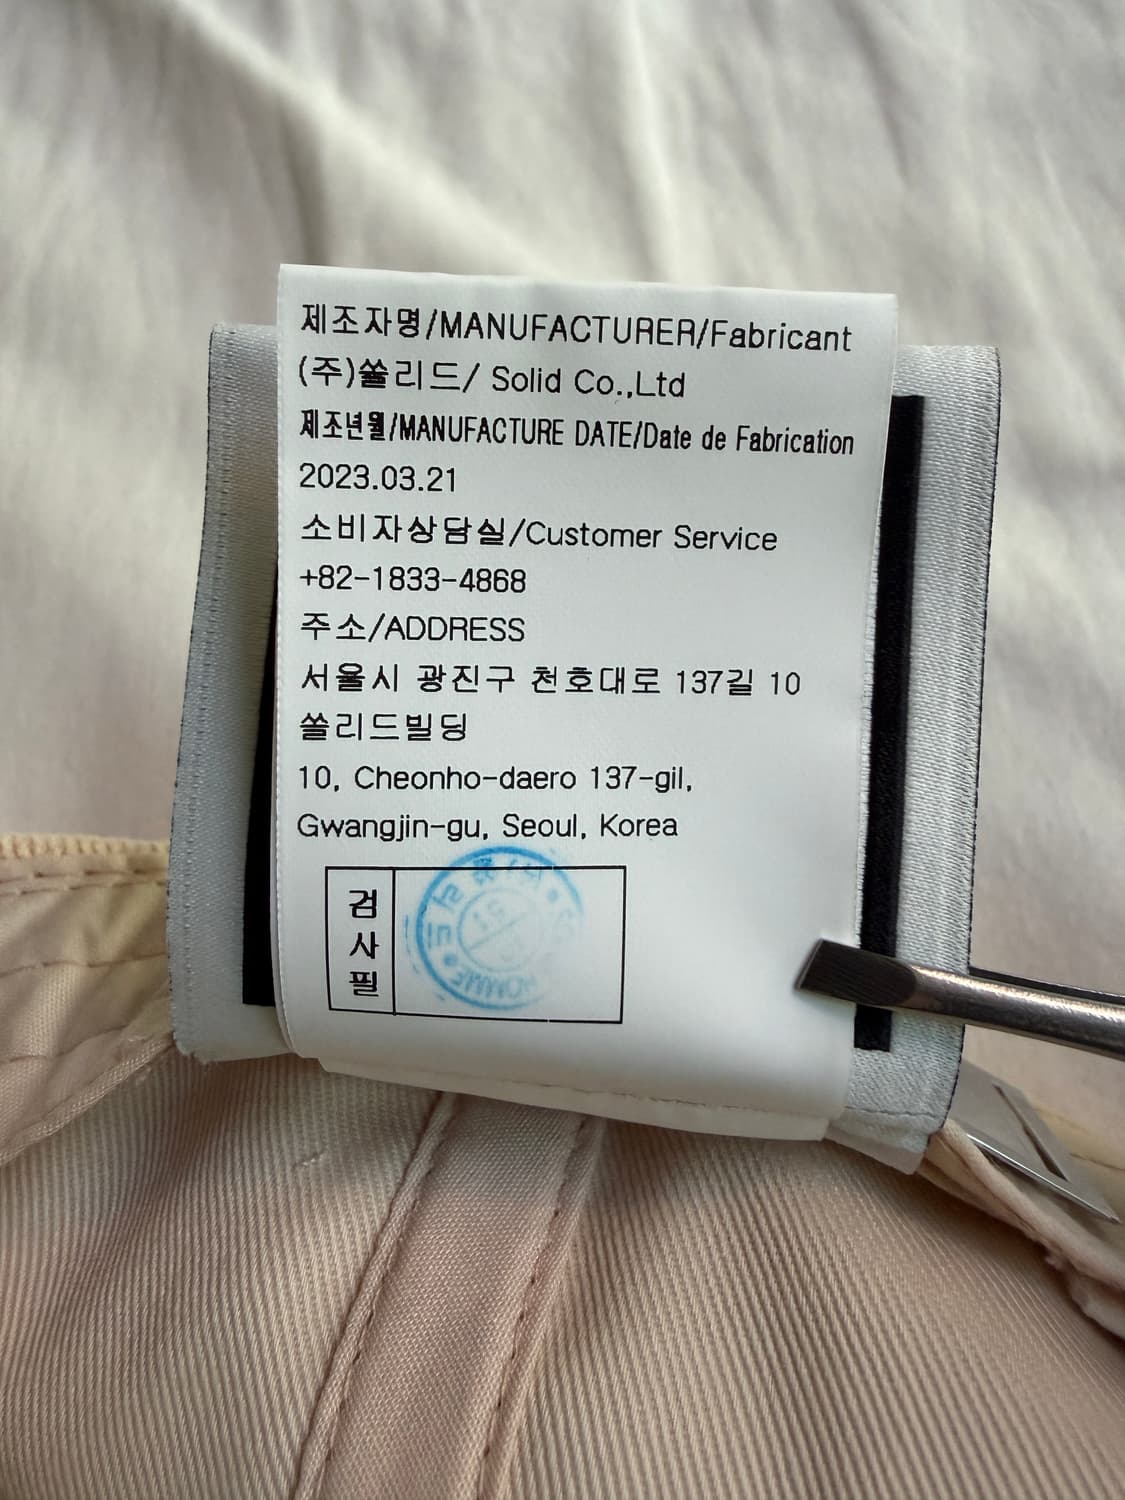 제조자명/MANUFACTURER/Fabricant
(주)쏠리드/ Solid Co.,Ltd
제조년월/MANUFACTURE DATE/Date de Fabrication
2023.03.21
소비자상담실/Customer Service
+82-1833-4868
주소/ADDRESS
서울시 광진구 천호대로 137길 10
쏠리드빌딩
10, Cheonho-daero 137-gil,
Gwangjin-gu, Seoul, Korea
검
사
필
HOMME
51